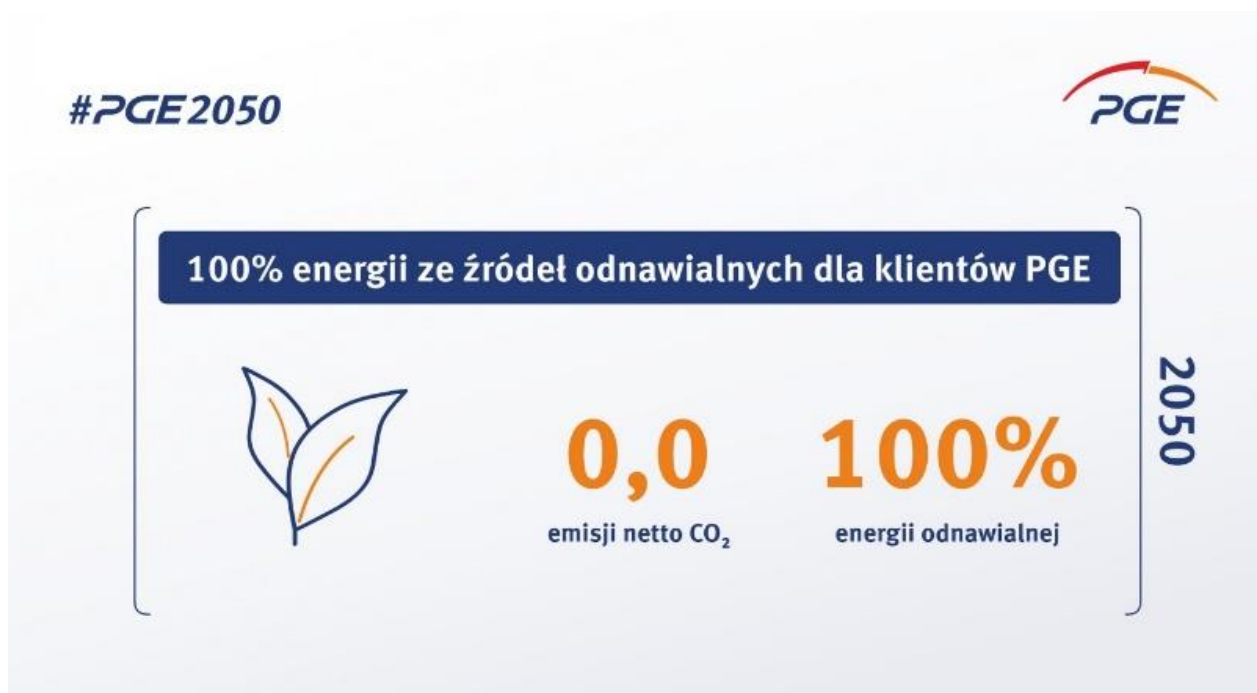 #PGE2050
PGE
100% energii ze źródeł odnawialnych dla klientów PGE
0,0
emisji netto CO₂
100%
energii odnawialnej
2050